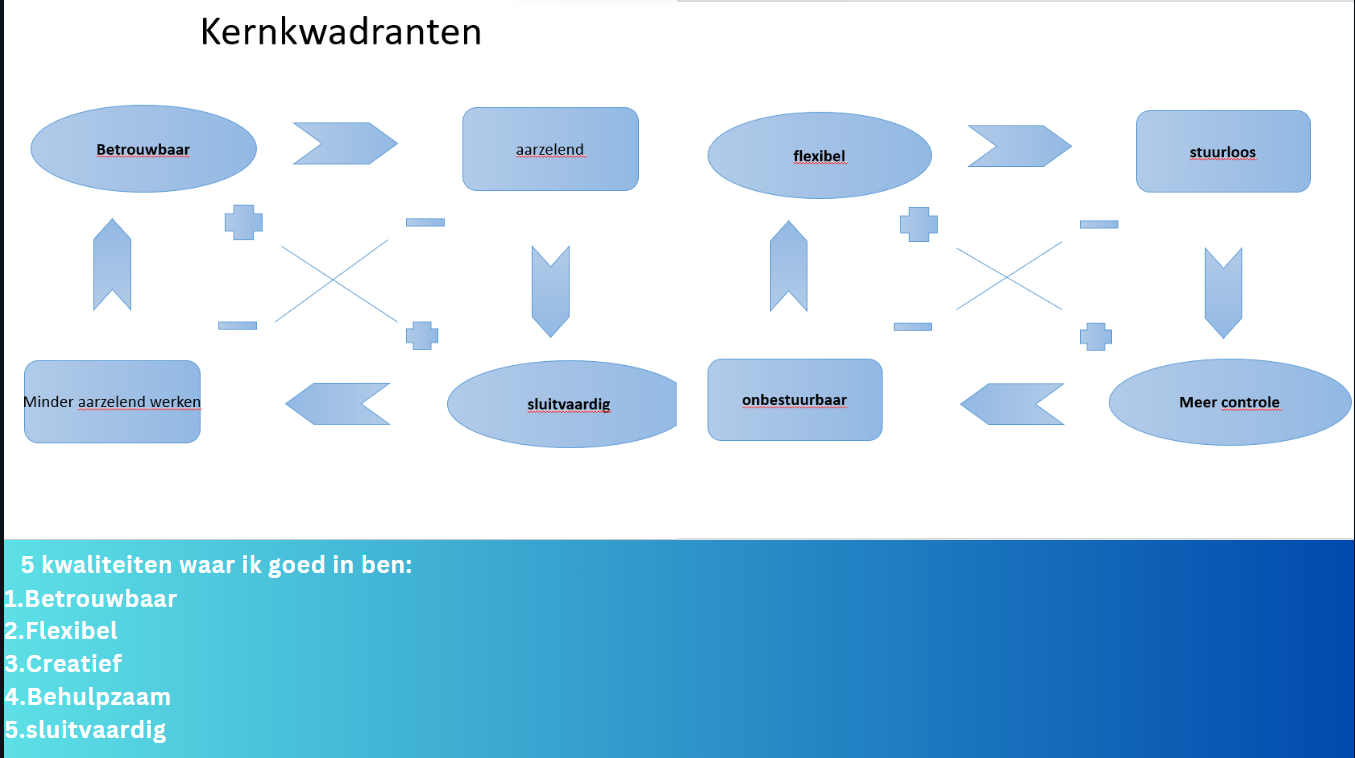 Kernkwadranten
Betrouwbaar
aarzelend
flexibel
stuurloos
Minder aarzelend werken
sluitvaardig
onbestuurbaar
Meer controle
5 kwaliteiten waar ik goed in ben:
1.Betrouwbaar
2.Flexibel
3.Creatief
4.Behulpzaam
5.sluitvaardig